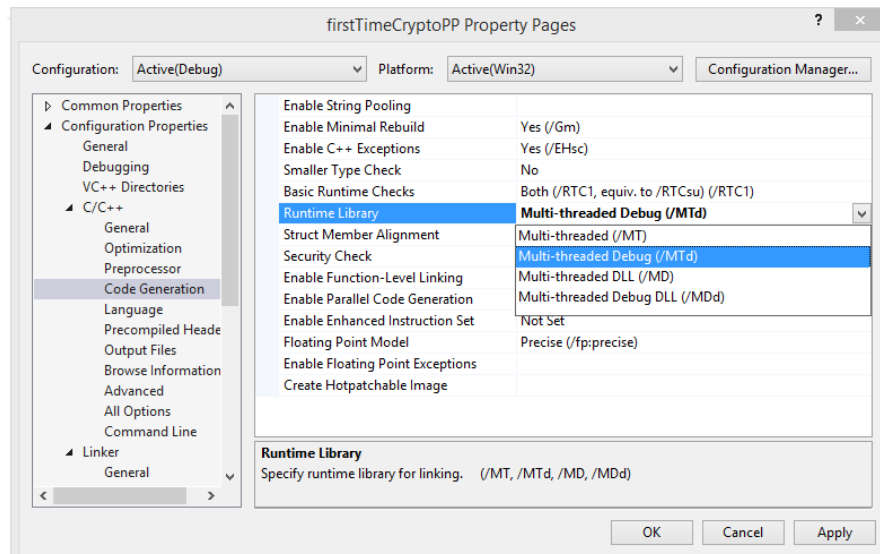 firstTimeCryptoPP Property Pages
?
x
Configuration: Active(Debug) Platform: Active(Win32) Configuration Manager...
Common Properties
Configuration Properties
General
Debugging
VC++ Directories
C/C++
General
Optimization
Preprocessor
Code Generation
Language
Precompiled Heade
Output Files
Browse Information
Advanced
All Options
Command Line
Linker
General
Enable String Pooling
Enable Minimal Rebuild Yes (/Gm)
Enable C++ Exceptions Yes (/EHsc)
Smaller Type Check No
Basic Runtime Checks Both (/RTC1, equiv. to /RTCsu) (/RTC1)
Runtime Library Multi-threaded Debug (/MTd)
Struct Member Alignment Multi-threaded (/MT)
Security Check Multi-threaded Debug (/MTd)
Enable Function-Level Linking Multi-threaded DLL (/MD)
Enable Parallel Code Generation Multi-threaded Debug DLL (/MDd)
Enable Enhanced Instruction Set Not Set
Floating Point Model Precise (/fp:precise)
Enable Floating Point Exceptions
Create Hotpatchable Image
Runtime Library
Specify runtime library for linking. (/MT, /MTd, /MD, /MDd)
OK Cancel Apply